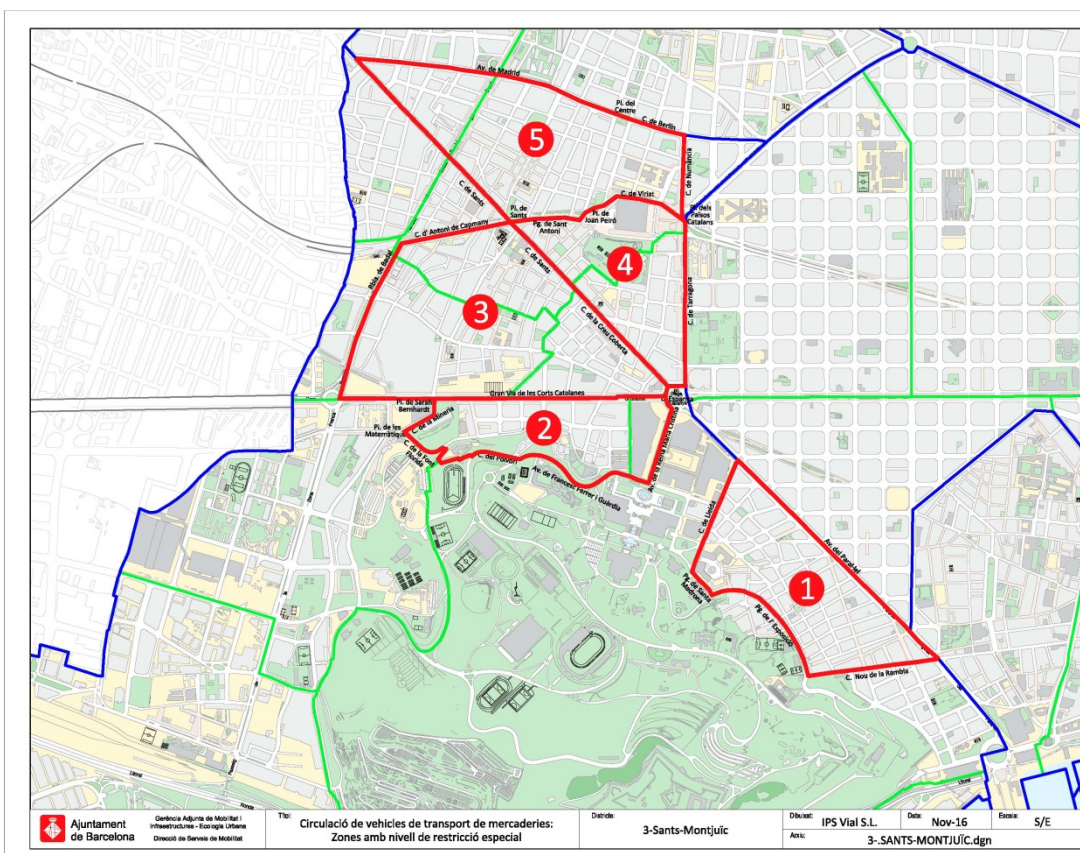 Av. de Madrid
Pl. del
Centre
C. de Berlín
5
C. de Numància
C. de Sants
C. de Viriat
Pl. de
Sants
Pl. de
Joan Peiró
Pl. dels
Països
Catalans
C. d' Antoni de Capmany
Pg. de Sant
Antoni
Rbla. de Badal
C. de Sants
4
3
C. de Tarragona
C. de la Creu Coberta
Gran Via de les Corts Catalanes
Pl. de Sarah
Bernhardt
C. de la Mineria
Pl. de les
Matemàtiques
2
C. de la Font
Florida
C. del Polvorí
Av. de Francesc Ferrer i Guàrdia
Av. de la Reina Maria Cristina
C. de Lleida
Av. del Paral·lel
1
Pg. de Santa
Madrona
Pg. de l' Exposició
C. Nou de la Rambla
Litoral
Ronda
Litoral
Ajuntament
de Barcelona
Gerència Adjunta de Mobilitat i
Infraestructures - Ecologia Urbana
Direcció de Serveis de Mobilitat
Títol:
Circulació de vehicles de transport de mercaderies:
Zones amb nivell de restricció especial
Districte:
3-Sants-Montjuïc
Dibuixat:
IPS Vial S.L.
Data:
Nov-16
Escala:
S/E
Arxiu:
3-.SANTS-MONTJUÏC.dgn